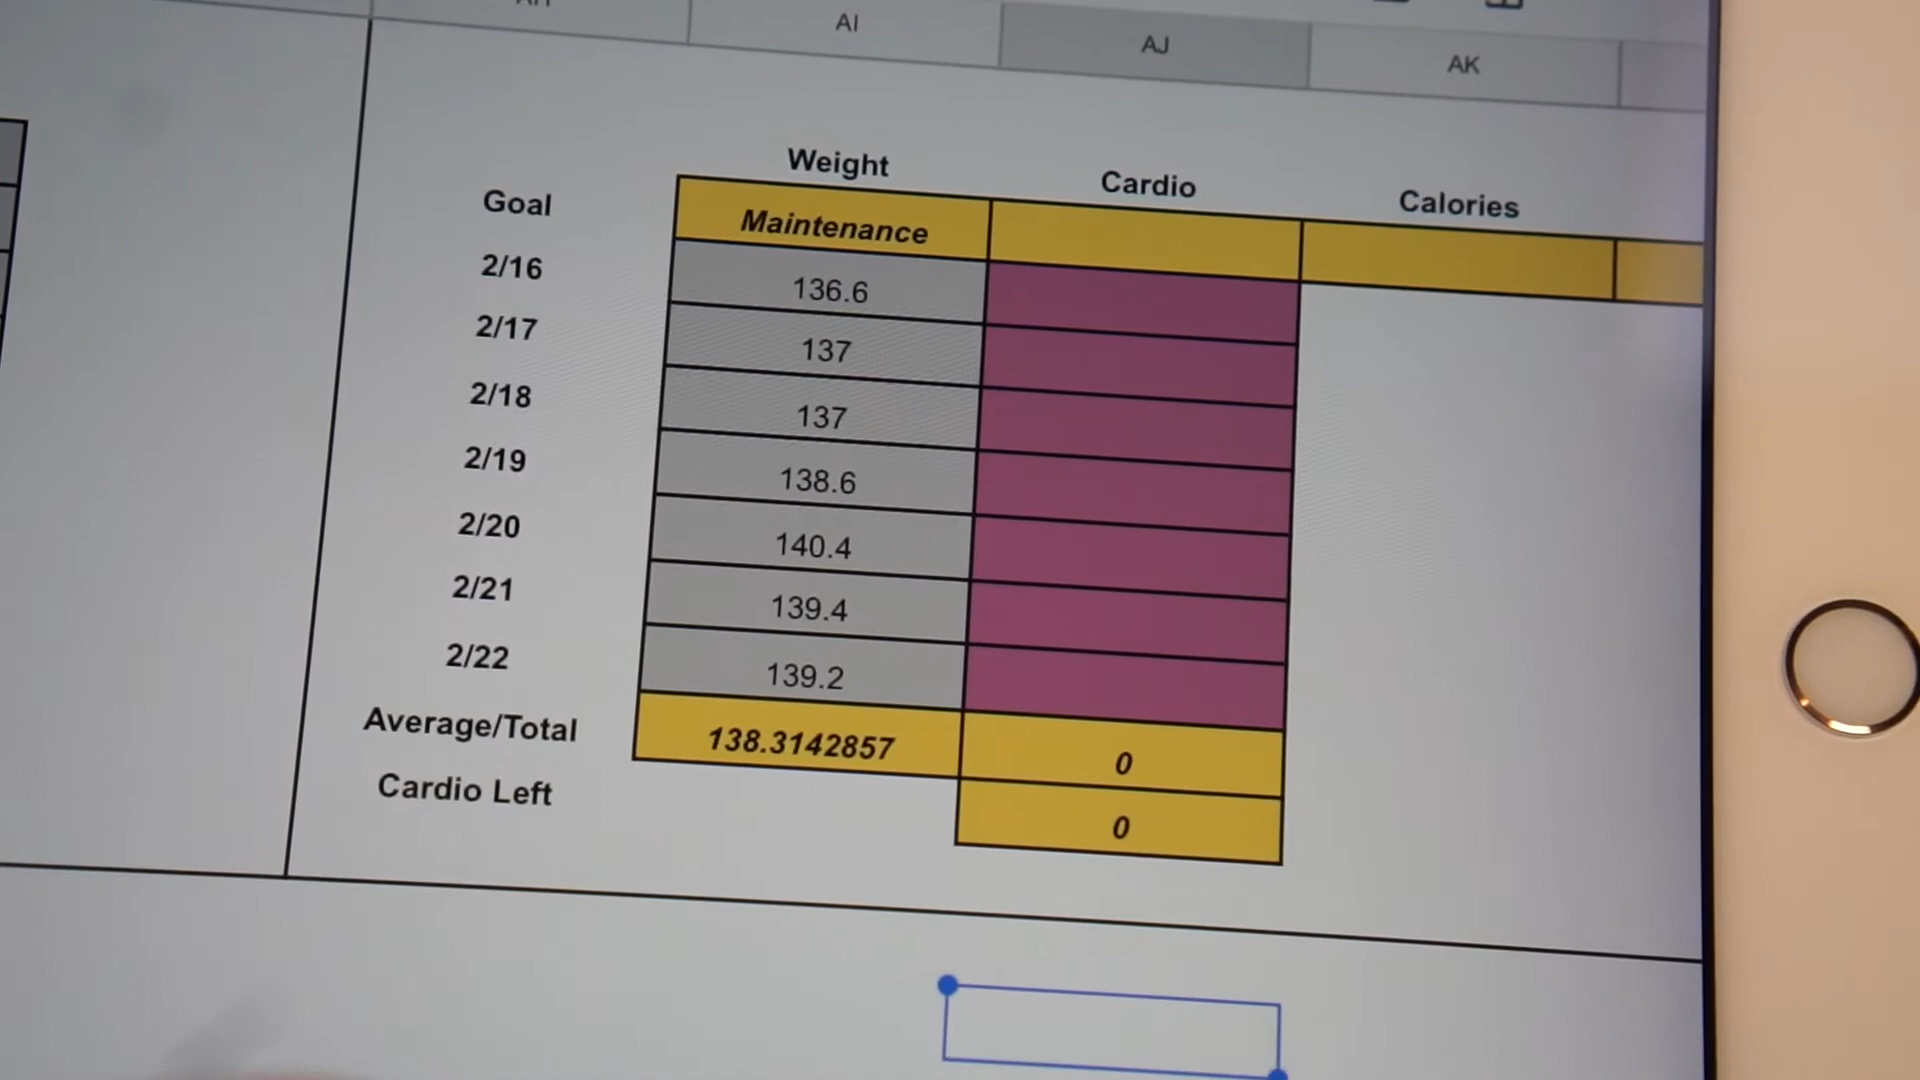 AI AJ AK
Weight Cardio Calories
Goal Maintenance
2/16 136.6
2/17 137
2/18 137
2/19 138.6
2/20 140.4
2/21 139.4
2/22 139.2
Average/Total 138.3142857 0
Cardio Left 0